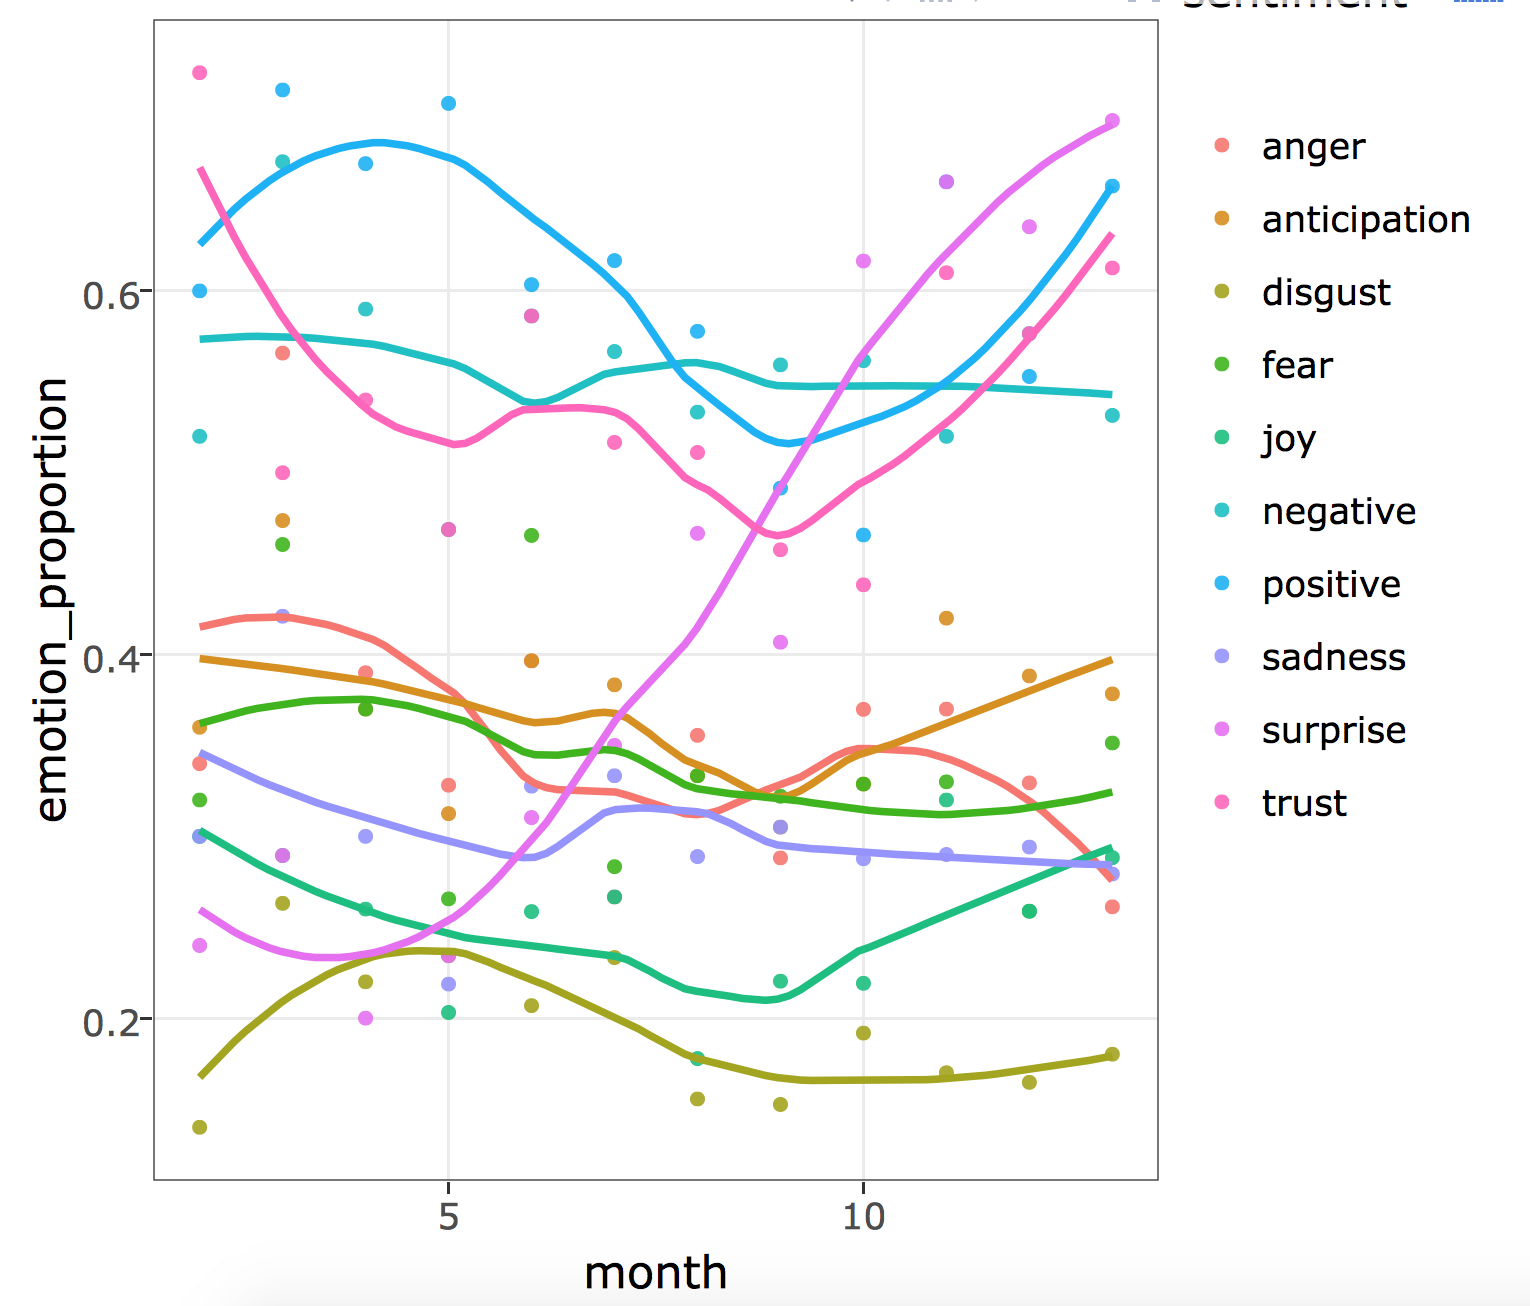 sentiment
anger
anticipation
disgust
fear
joy
negative
positive
sadness
surprise
trust
emotion_proportion
0.6
0.4
0.2
5
10
month